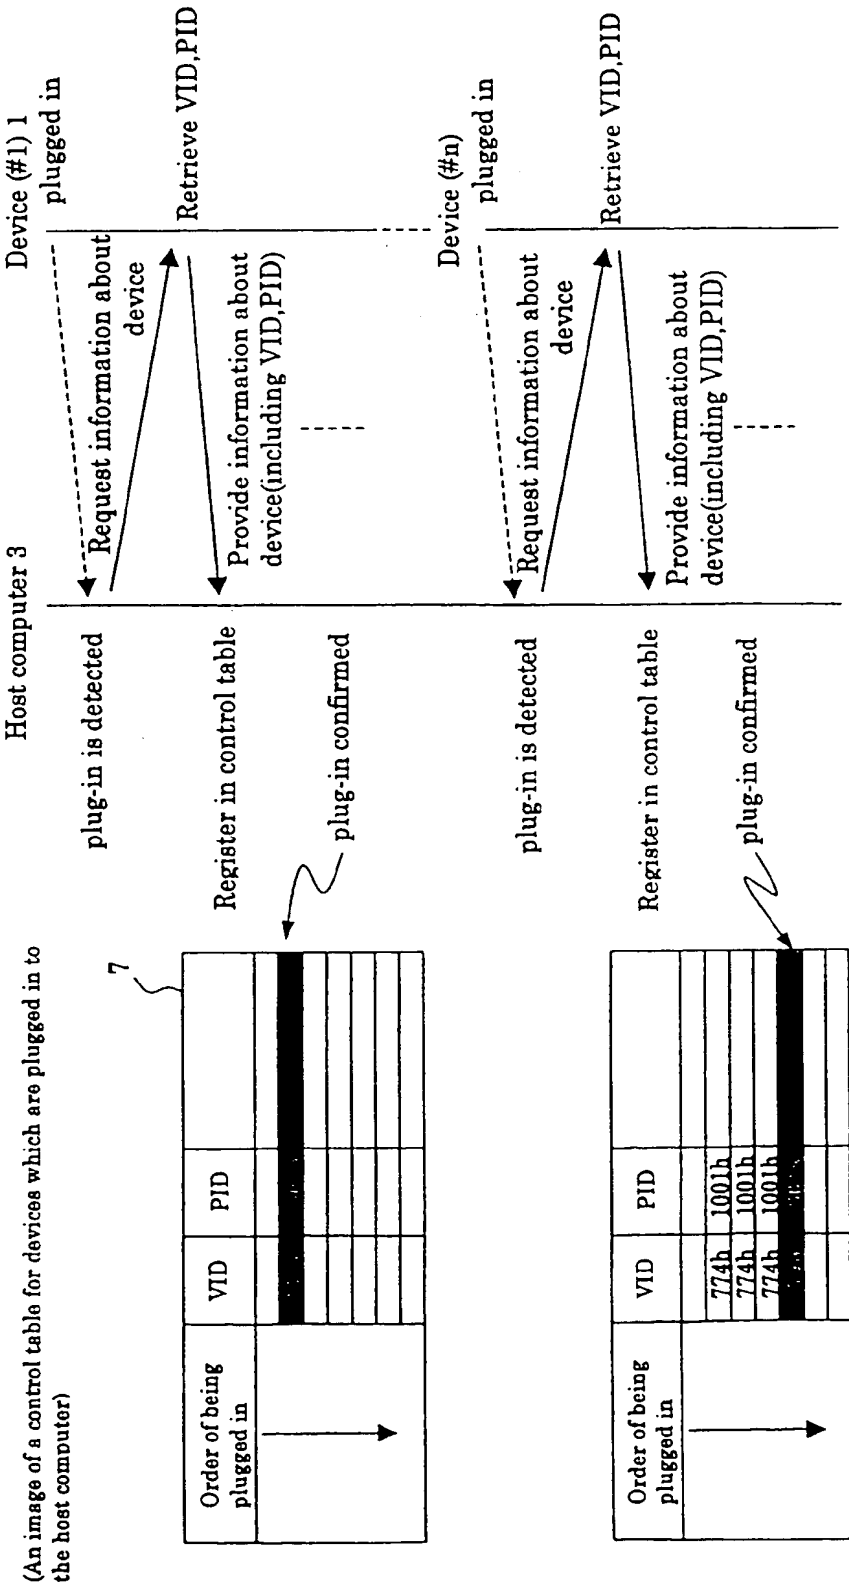 (An image of a control table for devices which are plugged in to
the host computer)
Host computer 3
Device (#1) 1
plugged in
plug-in is detected
Request information about
device
Retrieve VID,PID
Register in control table
Provide information about
device(including VID,PID)
plug-in confirmed
7
Order of being
plugged in
VID
PID
Device (#n)
plugged in
plug-in is detected
Request information about
device
Retrieve VID,PID
Register in control table
Provide information about
device(including VID,PID)
plug-in confirmed
Order of being
plugged in
VID
PID
774h 1001h
774h 1001h
774h 1001h